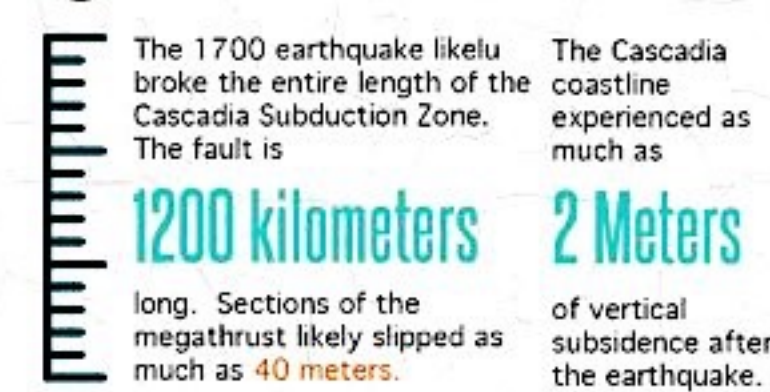 The 1700 earthquake likelu
broke the entire length of the
Cascadia Subduction Zone.
The fault is
1200 kilometers
long. Sections of the
megathrust likely slipped as
much as 40 meters.
The Cascadia
coastline
experienced as
much as
2 Meters
of vertical
subsidence after
the earthquake.